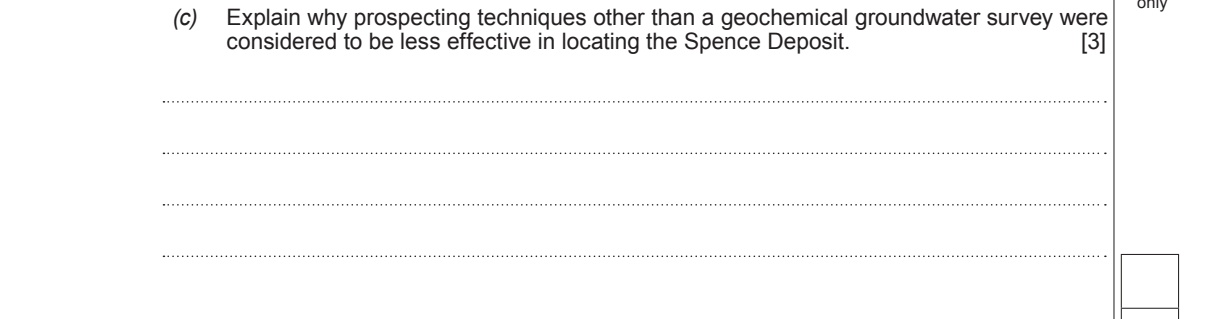 only
(c) Explain why prospecting techniques other than a geochemical groundwater survey were
considered to be less effective in locating the Spence Deposit. [3]